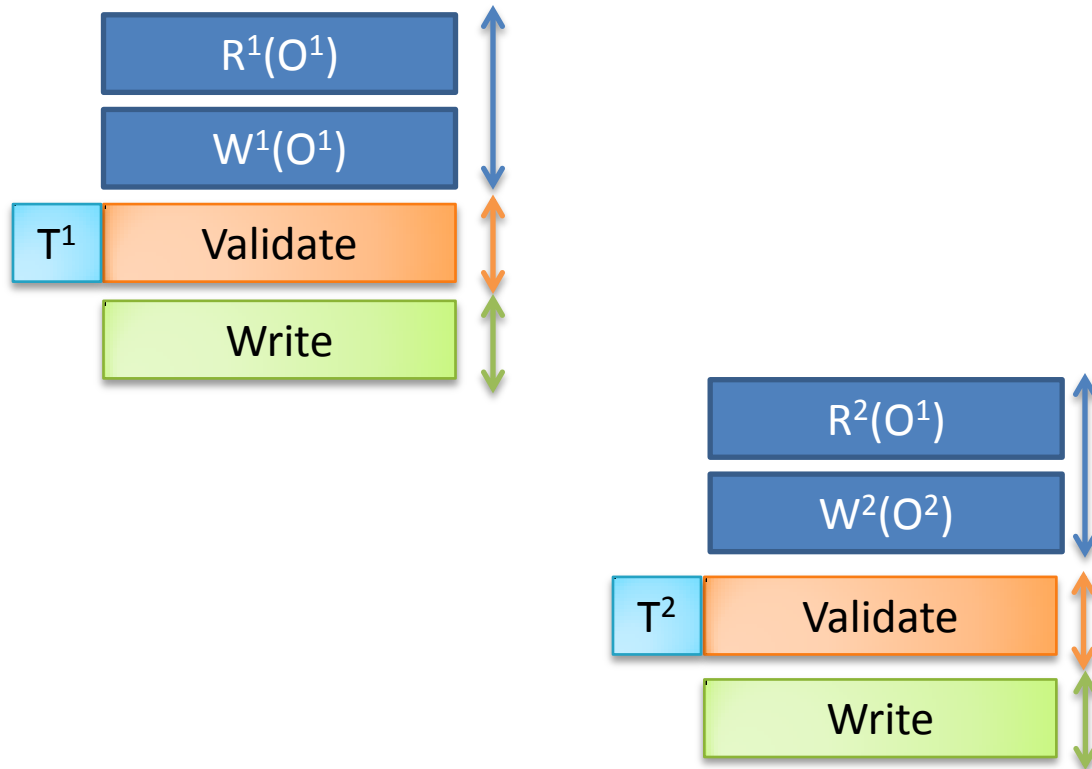 R¹(O¹)
W¹(O¹)
T¹ Validate
Write
R²(O¹)
W²(O²)
T² Validate
Write